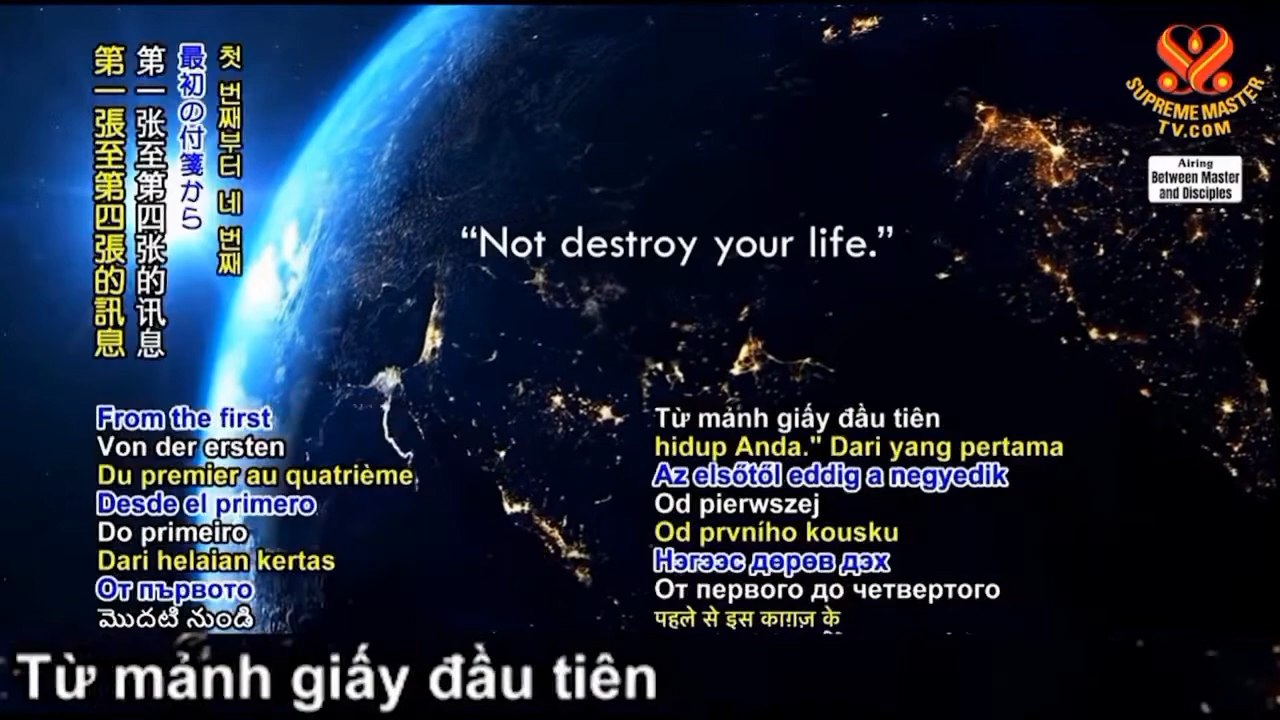 第一張至第四張的訊息
第一张至第四张的讯息
最初の付箋から
첫 번째부터 네 번째
SUPREME MASTER
TV.COM
Airing
Between Master
and Disciples
“Not destroy your life.”
From the first
Von der ersten
Du premier au quatrième
Desde el primero
Do primeiro
Dari helaian kertas
От първото
మొదటి నుండి
Từ mảnh giấy đầu tiên
hidup Anda." Dari yang pertama
Az elsőtől eddig a negyedik
Od pierwszej
Od prvního kousku
Нэгээс дөрөв дэх
От первого до четвертого
पहले से इस काग़ज़ के
Từ mảnh giấy đầu tiên